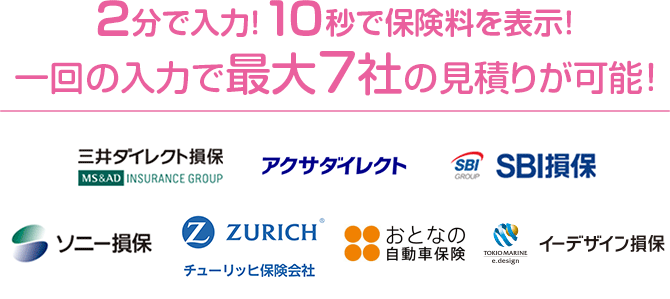 2分で入力!10秒で保険料を表示!
一回の入力で最大7社の見積りが可能!
三井ダイレクト損保
MS&AD INSURANCE GROUP
アクサダイレクト
SBI GROUP
SBI損保
ソニー損保
Z ZURICH®
チューリッヒ保険会社
おとなの
自動車保険
TOKIO MARINE
e.design
イーデザイン損保